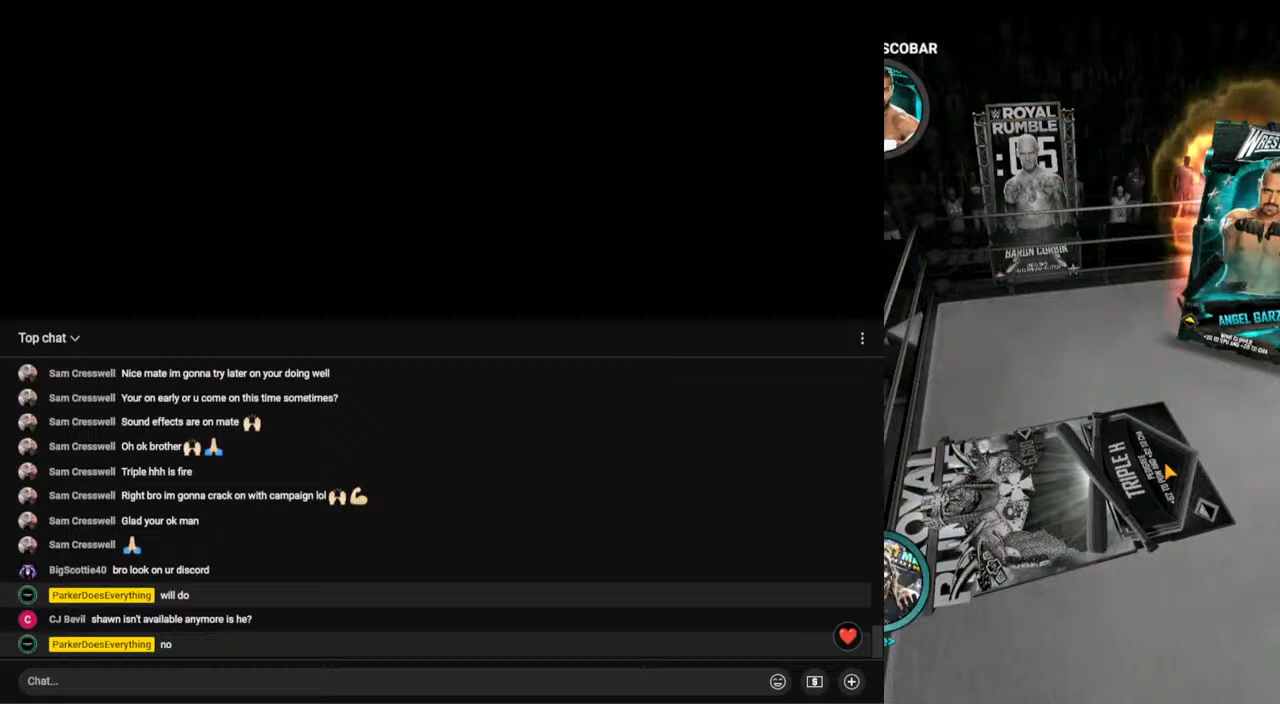 Top chat
Sam Cresswell Nice mate im gonna try later on your doing well
Sam Cresswell Your on early or u come on this time sometimes?
Sam Cresswell Sound effects are on mate 🙌🏻
Sam Cresswell Oh ok brother 🙌🏻 🙏🏻
Sam Cresswell Triple hhh is fire
Sam Cresswell Right bro im gonna crack on with campaign lol 🙌🏻 💪🏻
Sam Cresswell Glad your ok man
Sam Cresswell 🙏🏻
BigScottie40 bro look on ur discord
ParkerDoesEverything will do
CJ Bevil shawn isn't available anymore is he?
ParkerDoesEverything no
Chat...
SCOBAR
ROYAL
RUMBLE
:05
BARON CORBIN
WRES
ANGEL GARZ
TRIPLE H
PEDIGREE
ROYAL